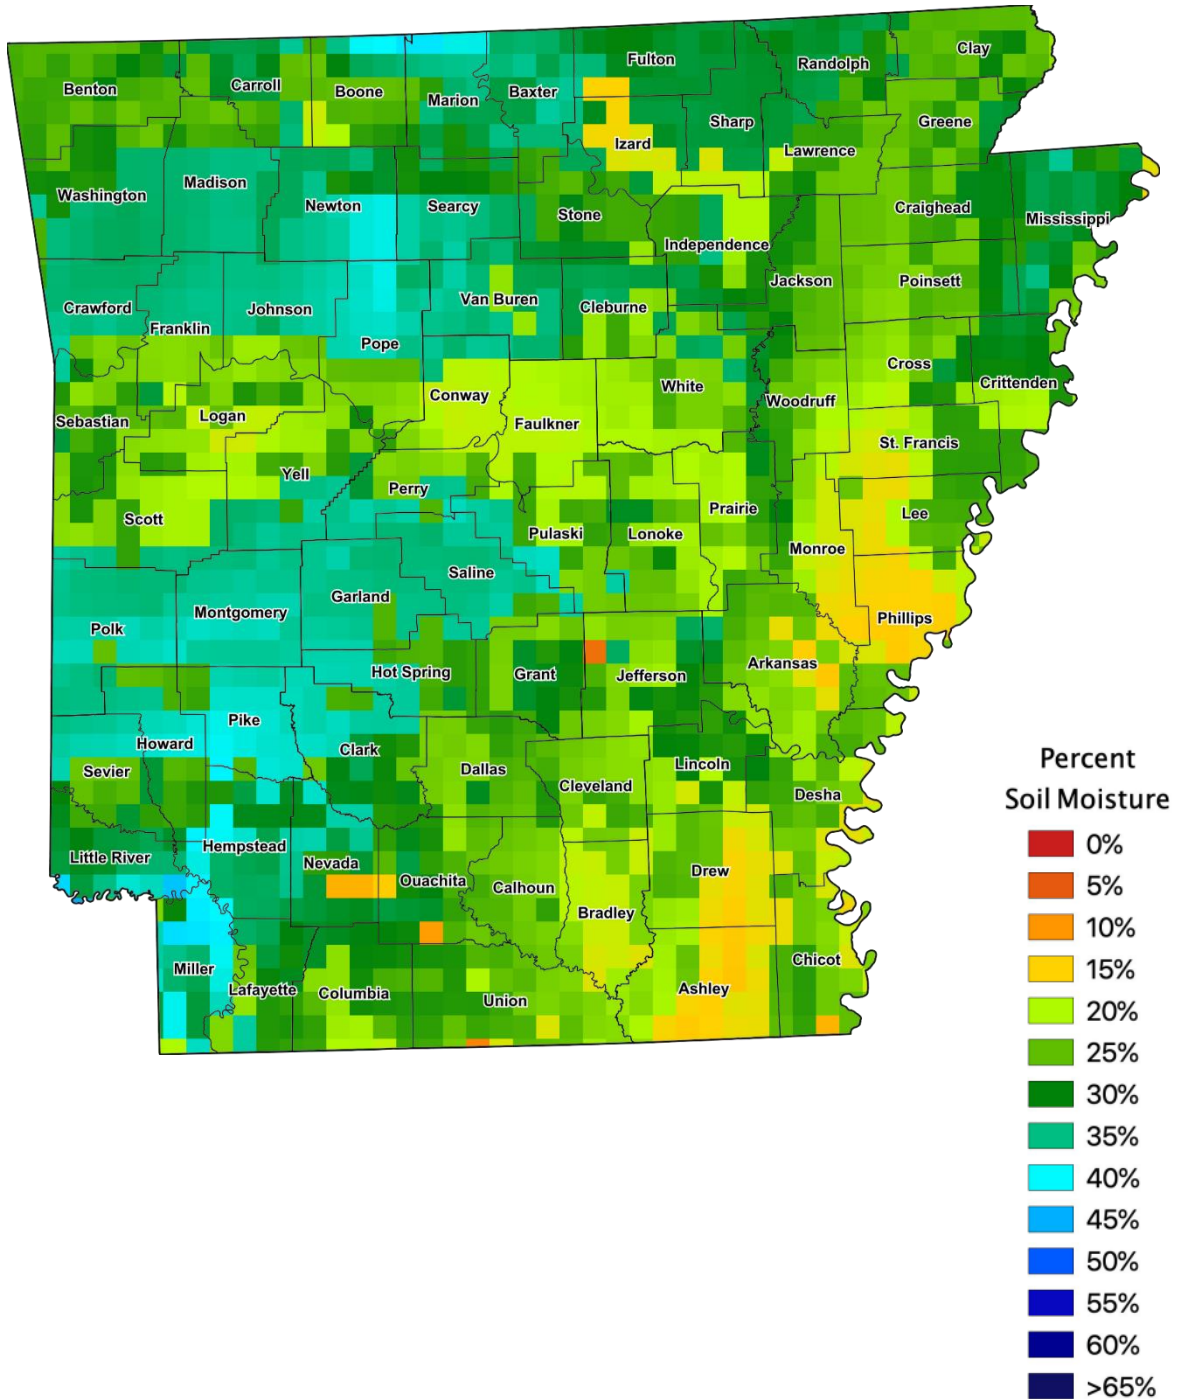 Clay
Fulton
Randolph
Carroll
Benton
Boone
Baxter
Marion
Sharp
Greene
Izard
Lawrence
Madison
Washington
Newton
Searcy
Stone
Craighead
Mississippi
Independence
Jackson
Poinsett
Van Buren
Crawford
Johnson
Cleburne
Franklin
Pope
Cross
Crittenden
White
Conway
Woodruff
Logan
Sebastian
Faulkner
St. Francis
Yell
Perry
Prairie
Lee
Scott
Pulaski
Lonoke
Monroe
Saline
Garland
Montgomery
Phillips
Polk
Arkansas
Hot Spring
Grant
Jefferson
Pike
Howard
Clark
Lincoln
Sevier
Dallas
Cleveland
Desha
Hempstead
Little River
Nevada
Drew
Ouachita
Calhoun
Bradley
Chicot
Miller
Lafayette
Columbia
Ashley
Union
Percent
Soil Moisture
0%
5%
10%
15%
20%
25%
30%
35%
40%
45%
50%
55%
60%
>65%